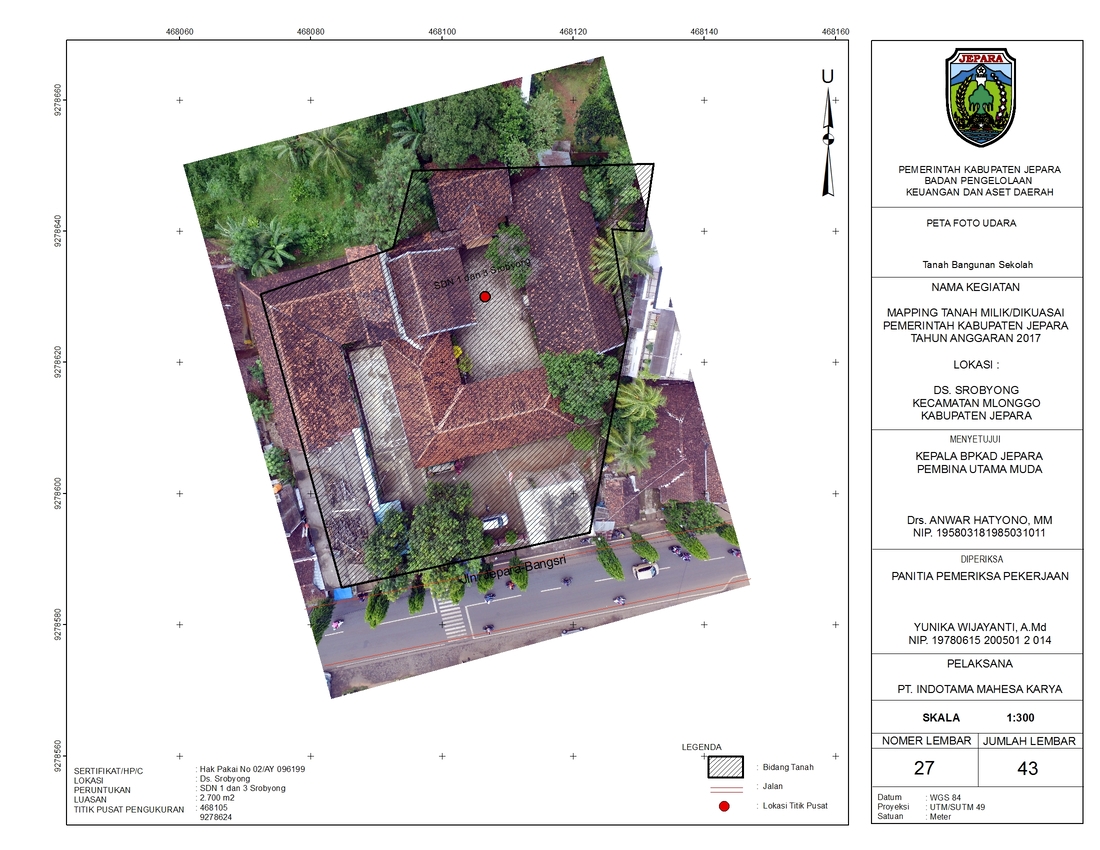 468060
468080
468100
468120
468140
468160
9278660
9278640
9278620
9278600
9278580
9278560
U
SDN 1 dan 3 Srobyong
Jln. Jepara-Bangsri
SERTIFIKAT/HP/C : Hak Pakai No 02/AY 096199
LOKASI : Ds. Srobyong
PERUNTUKAN : SDN 1 dan 3 Srobyong
LUASAN : 2.700 m2
TITIK PUSAT PENGUKURAN : 468105
9278624
LEGENDA
: Bidang Tanah
: Jalan
: Lokasi Titik Pusat
JEPARA
PEMERINTAH KABUPATEN JEPARA
BADAN PENGELOLAAN
KEUANGAN DAN ASET DAERAH
PETA FOTO UDARA
Tanah Bangunan Sekolah
NAMA KEGIATAN
MAPPING TANAH MILIK/DIKUASAI
PEMERINTAH KABUPATEN JEPARA
TAHUN ANGGARAN 2017
LOKASI :
DS. SROBYONG
KECAMATAN MLONGGO
KABUPATEN JEPARA
MENYETUJUI
KEPALA BPKAD JEPARA
PEMBINA UTAMA MUDA
Drs. ANWAR HATYONO, MM
NIP. 195803181985031011
DIPERIKSA
PANITIA PEMERIKSA PEKERJAAN
YUNIKA WIJAYANTI, A.Md
NIP. 19780615 200501 2 014
PELAKSANA
PT. INDOTAMA MAHESA KARYA
SKALA 1:300
NOMER LEMBAR JUMLAH LEMBAR
27 43
Datum : WGS 84
Proyeksi : UTM/SUTM 49
Satuan : Meter